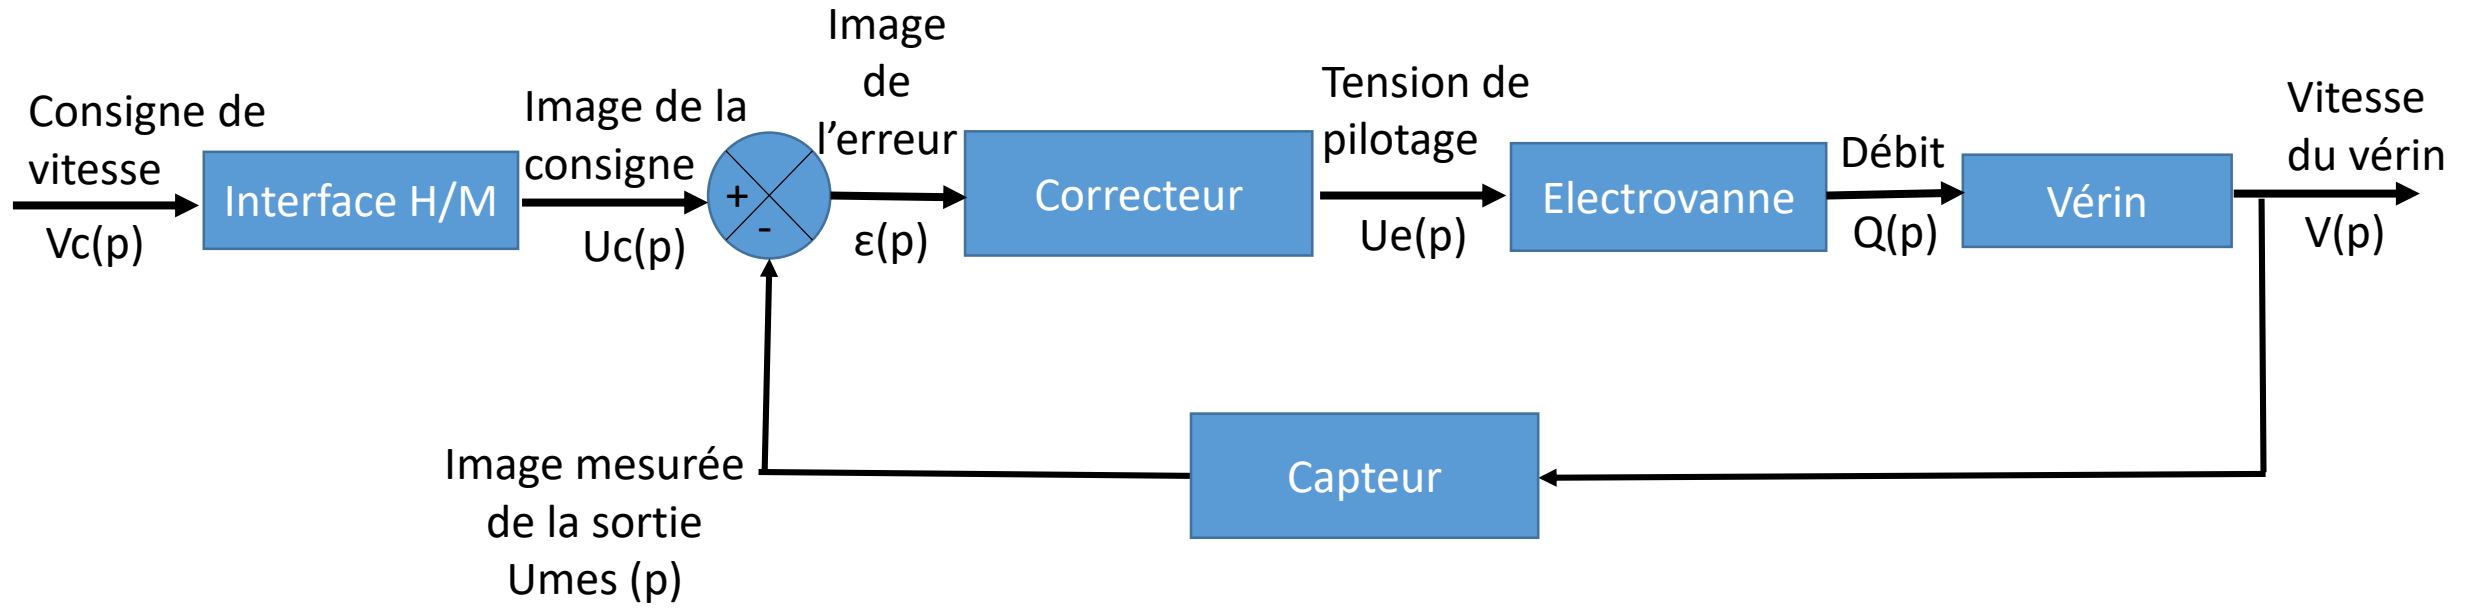 Consigne de
vitesse
Vc(p)
Interface H/M
Image de la
consigne
Uc(p)
+
-
Image
de
l’erreur
ε(p)
Correcteur
Tension de
pilotage
Ue(p)
Electrovanne
Débit
Q(p)
Vérin
Vitesse
du vérin
V(p)
Capteur
Image mesurée
de la sortie
Umes (p)